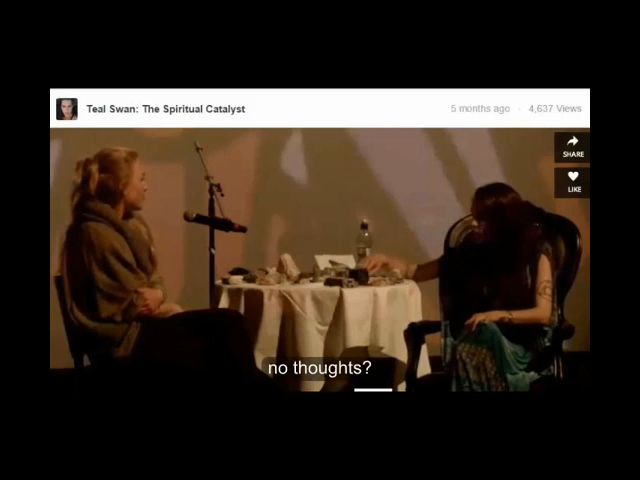 Teal Swan: The Spiritual Catalyst
5 months ago · 4,637 Views
SHARE
LIKE
no thoughts?